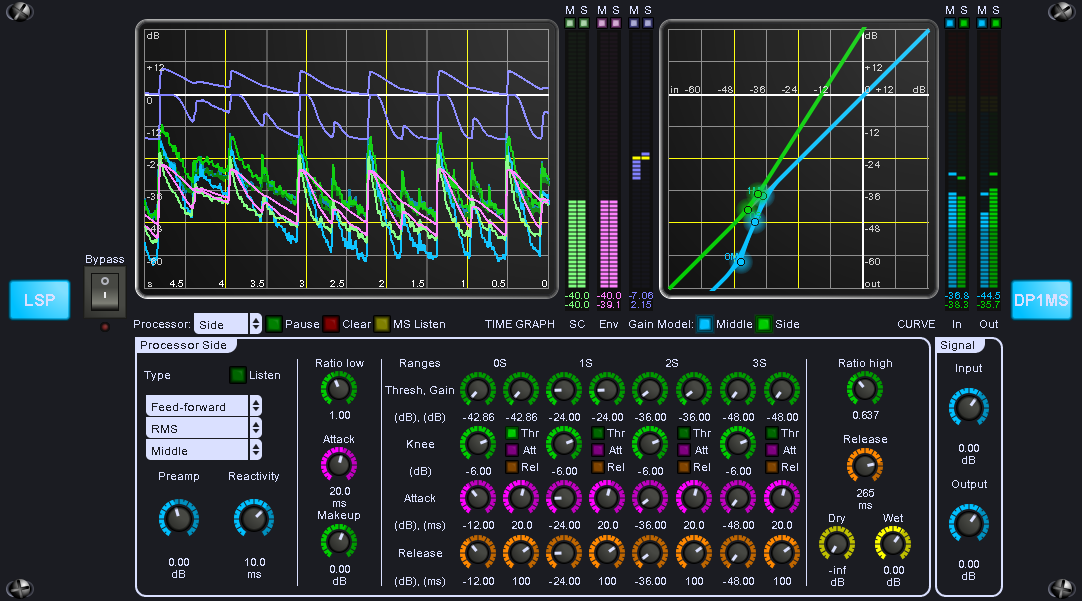 M S M S M S
M S M S
dB
+12
0
-12
-24
-36
-48
-60
s 4.5 4 3.5 3 2.5 2 1.5 1 0.5 0
dB
+12
in -60 -48 -36 -24 -12 0 +12 dB
-12
-24
-36
-48
-60
out
-40.0 -40.0 -7.06
-40.0 -39.1 2.15
-36.8 -44.5
-38.3 -35.7
Bypass
LSP
DP1MS
Processor: Side Pause Clear MS Listen TIME GRAPH SC Env Gain Model: Middle Side CURVE In Out
Processor Side
Signal
Type Listen
Feed-forward
RMS
Middle
Preamp Reactivity
0.00 10.0
dB ms
Ratio low
1.00
Attack
20.0
ms
Makeup
0.00
dB
Ranges 0S 1S 2S 3S
Thresh, Gain
(dB), (dB) -42.86 -42.86 -24.00 -24.00 -36.00 -36.00 -48.00 -48.00
Knee Thr Thr Thr Thr
Att Att Att Att
(dB) -6.00 Rel -6.00 Rel -6.00 Rel -6.00 Rel
Attack
(dB), (ms) -12.00 20.0 -24.00 20.0 -36.00 20.0 -48.00 20.0
Release
(dB), (ms) -12.00 100 -24.00 100 -36.00 100 -48.00 100
Ratio high
0.637
Release
265
ms
Dry Wet
-inf 0.00
dB dB
Input
0.00
dB
Output
0.00
dB